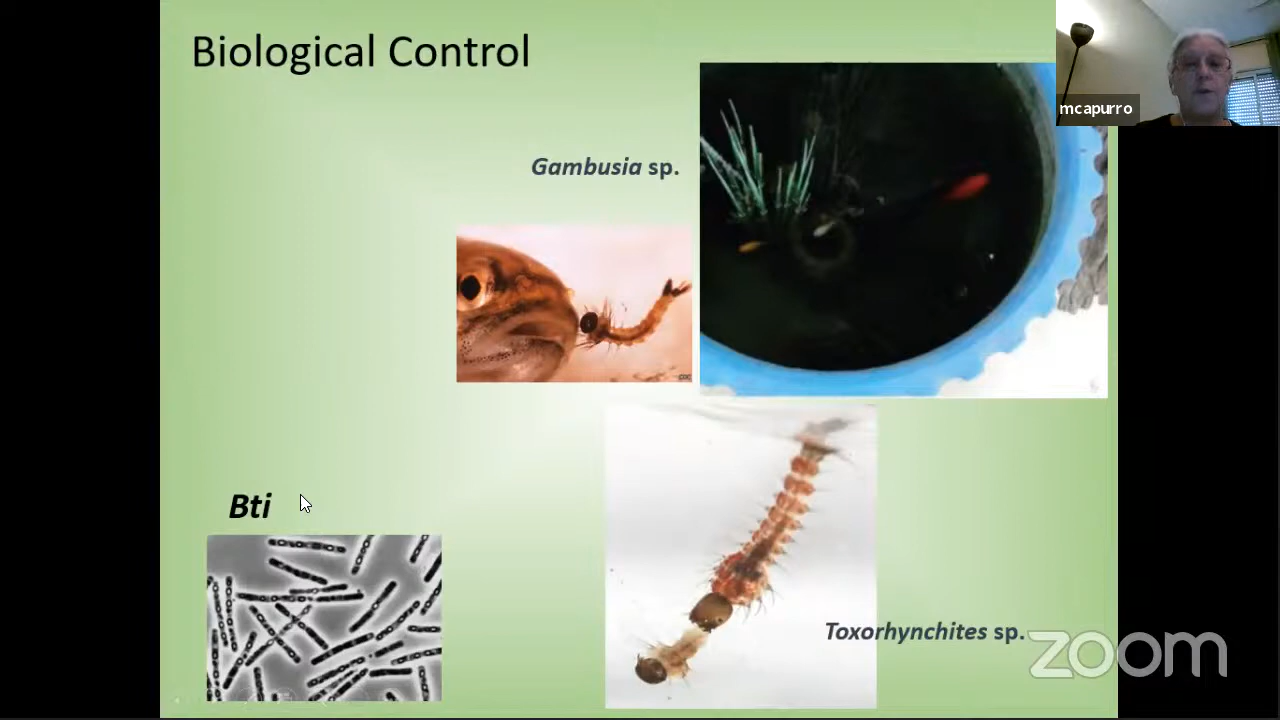 Biological Control
mcapurro
Gambusia sp.
Bti
Toxorhynchites sp.
zoom